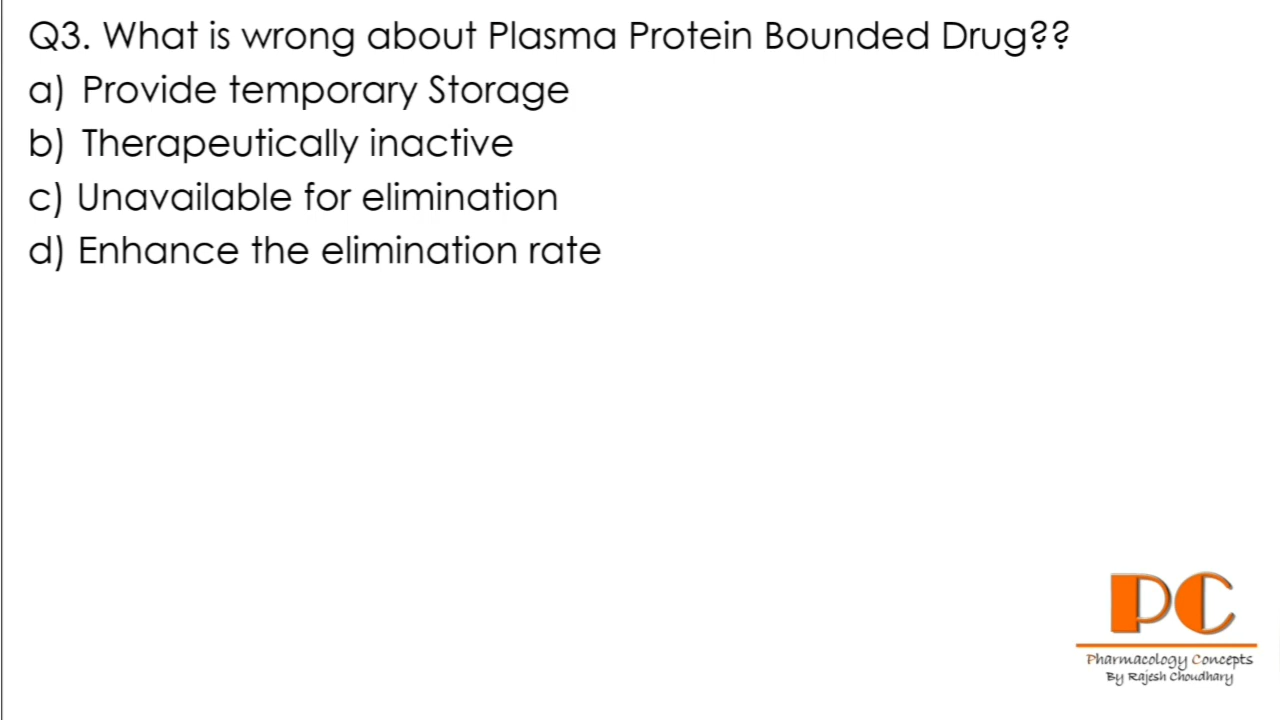 Q3. What is wrong about Plasma Protein Bounded Drug??
a) Provide temporary Storage
b) Therapeutically inactive
c) Unavailable for elimination
d) Enhance the elimination rate
PC
Pharmacology Concepts
By Rajesh Choudhary